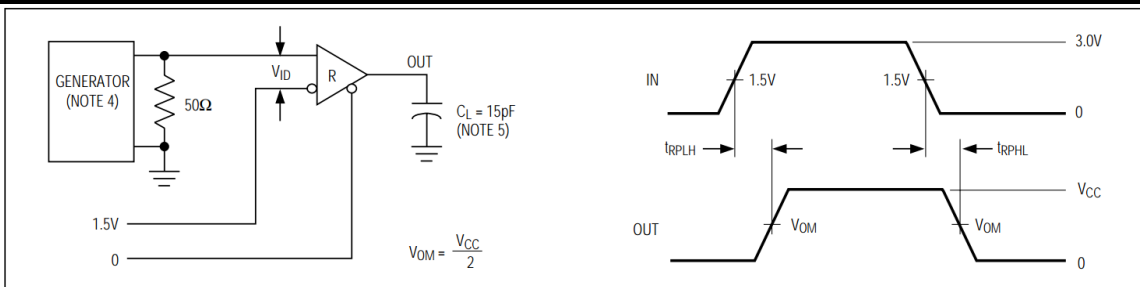 GENERATOR
(NOTE 4)
50Ω
VID
R
OUT
CL = 15pF
(NOTE 5)
1.5V
0
VOM = VCC
2
IN
1.5V
1.5V
3.0V
0
tRPLH
tRPHL
OUT
VOM
VOM
VCC
0